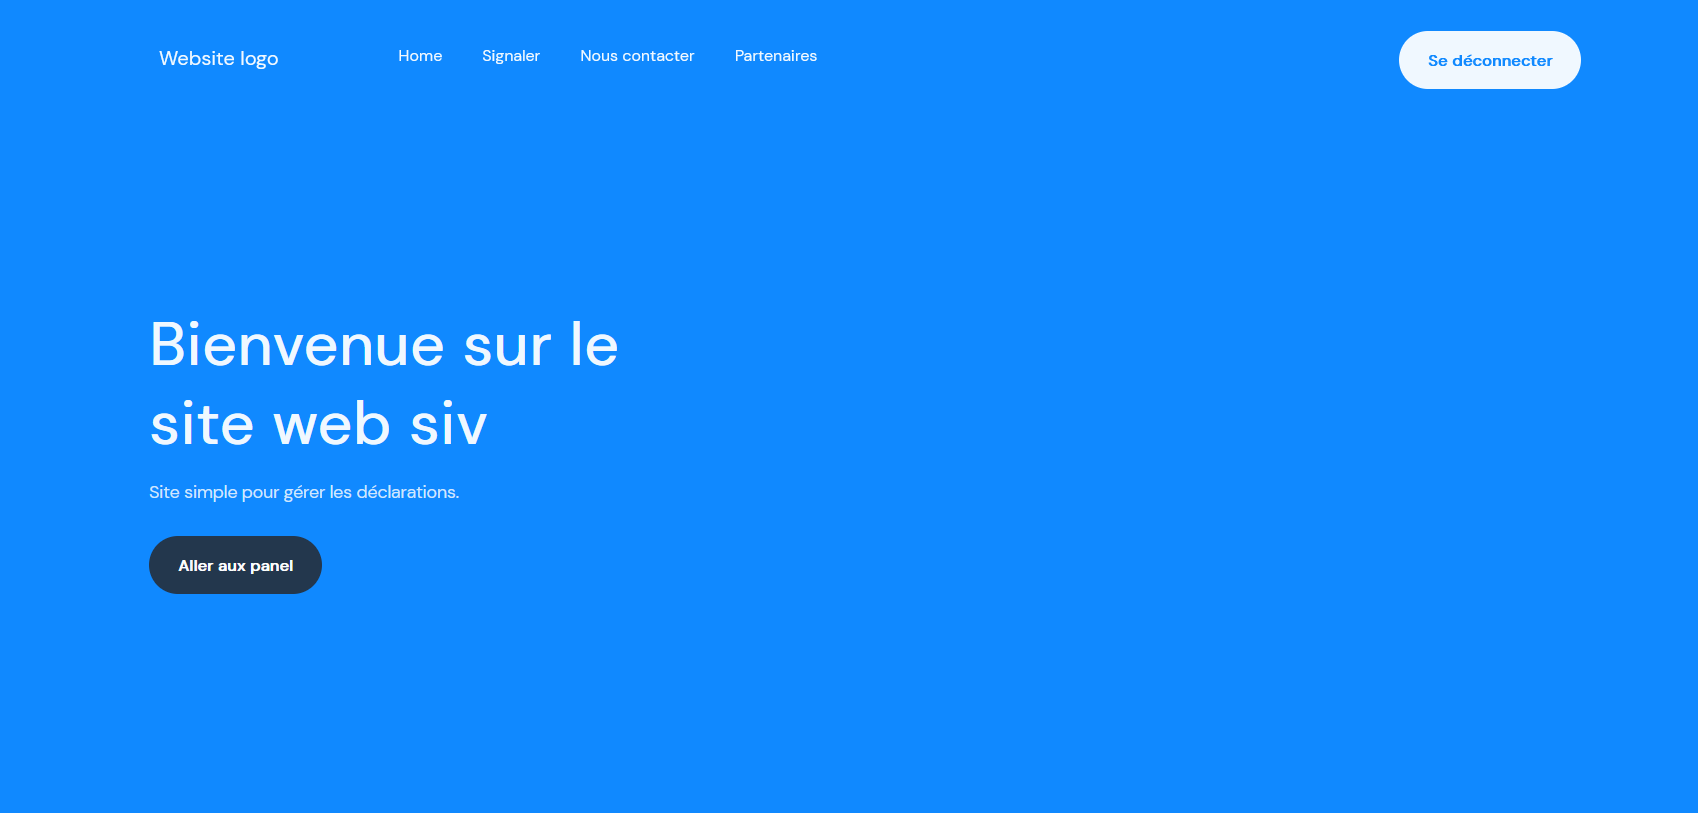 Website logo
Home
Signaler
Nous contacter
Partenaires
Se déconnecter
Bienvenue sur le
site web siv
Site simple pour gérer les déclarations.
Aller aux panel